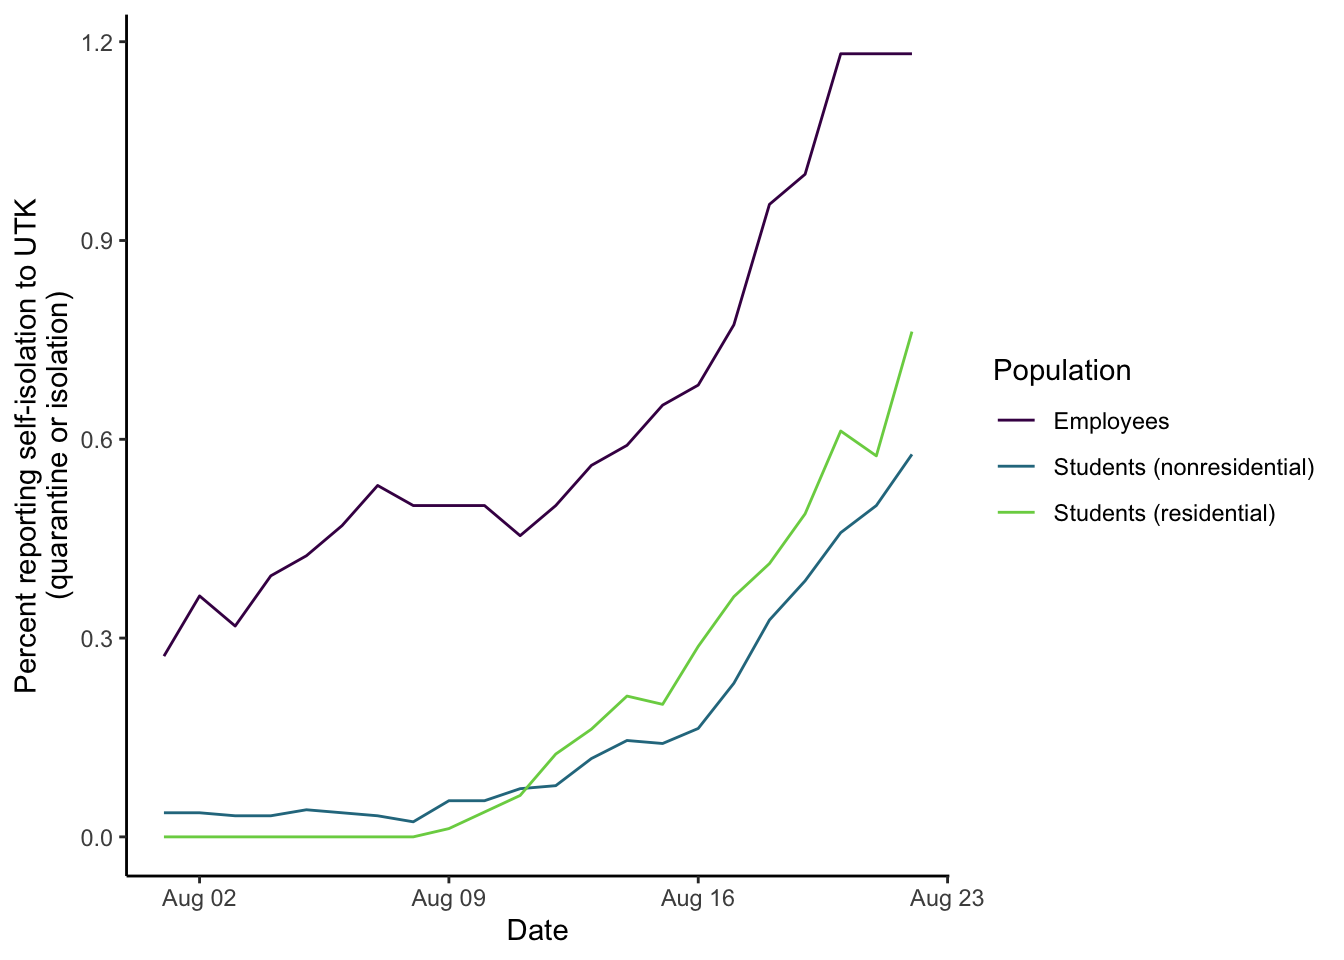 Percent reporting self-isolation to UTK
(quarantine or isolation)
1.2
0.9
0.6
0.3
0.0
Aug 02
Aug 09
Aug 16
Aug 23
Date
Population
Employees
Students (nonresidential)
Students (residential)